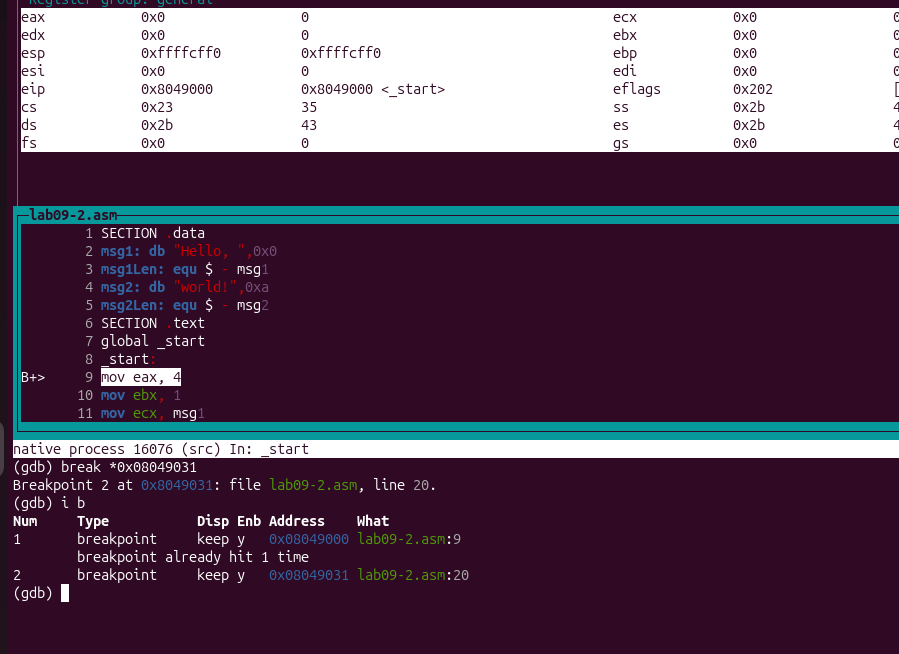 Register group: general
eax 0x0 0 ecx 0x0 0
edx 0x0 0 ebx 0x0 0
esp 0xffffcff0 0xffffcff0 ebp 0x0 0
esi 0x0 0 edi 0x0 0
eip 0x8049000 0x8049000 <_start> eflags 0x202 [
cs 0x23 35 ss 0x2b 4
ds 0x2b 43 es 0x2b 4
fs 0x0 0 gs 0x0 0
lab09-2.asm
1 SECTION .data
2 msg1: db "Hello, ",0x0
3 msg1Len: equ $ - msg1
4 msg2: db "world!",0xa
5 msg2Len: equ $ - msg2
6 SECTION .text
7 global _start
8 _start:
B+> 9 mov eax, 4
10 mov ebx, 1
11 mov ecx, msg1
native process 16076 (src) In: _start
(gdb) break *0x08049031
Breakpoint 2 at 0x8049031: file lab09-2.asm, line 20.
(gdb) i b
Num Type Disp Enb Address What
1 breakpoint keep y 0x08049000 lab09-2.asm:9
breakpoint already hit 1 time
2 breakpoint keep y 0x08049031 lab09-2.asm:20
(gdb)